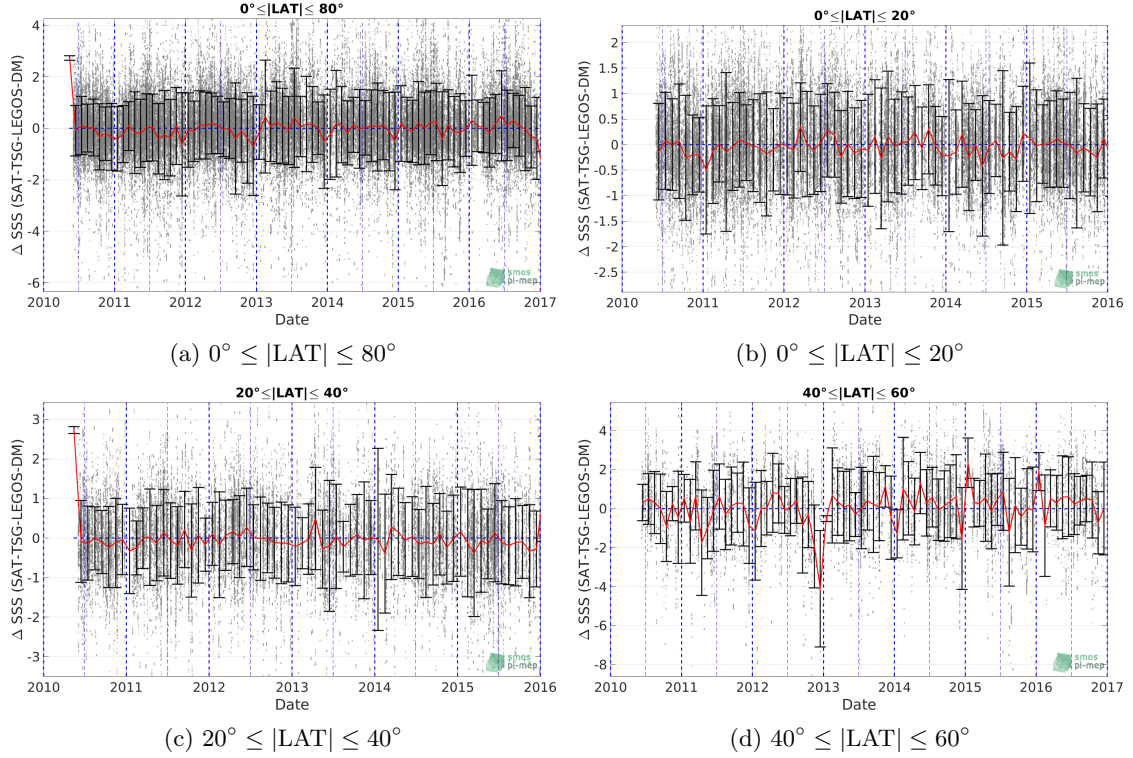 0°≤|LAT|≤ 80°
Δ SSS (SAT-TSG-LEGOS-DM)
4
2
0
-2
-4
-6
2010 2011 2012 2013 2014 2015 2016 2017
Date
smos
pi-mep
(a) 0° ≤ |LAT| ≤ 80°
0°≤|LAT|≤ 20°
Δ SSS (SAT-TSG-LEGOS-DM)
2
1.5
1
0.5
0
-0.5
-1
-1.5
-2
-2.5
2010 2011 2012 2013 2014 2015 2016
Date
smos
pi-mep
(b) 0° ≤ |LAT| ≤ 20°
20°≤|LAT|≤ 40°
Δ SSS (SAT-TSG-LEGOS-DM)
3
2
1
0
-1
-2
-3
2010 2011 2012 2013 2014 2015 2016
Date
smos
pi-mep
(c) 20° ≤ |LAT| ≤ 40°
40°≤|LAT|≤ 60°
Δ SSS (SAT-TSG-LEGOS-DM)
4
2
0
-2
-4
-6
-8
2010 2011 2012 2013 2014 2015 2016 2017
Date
smos
pi-mep
(d) 40° ≤ |LAT| ≤ 60°